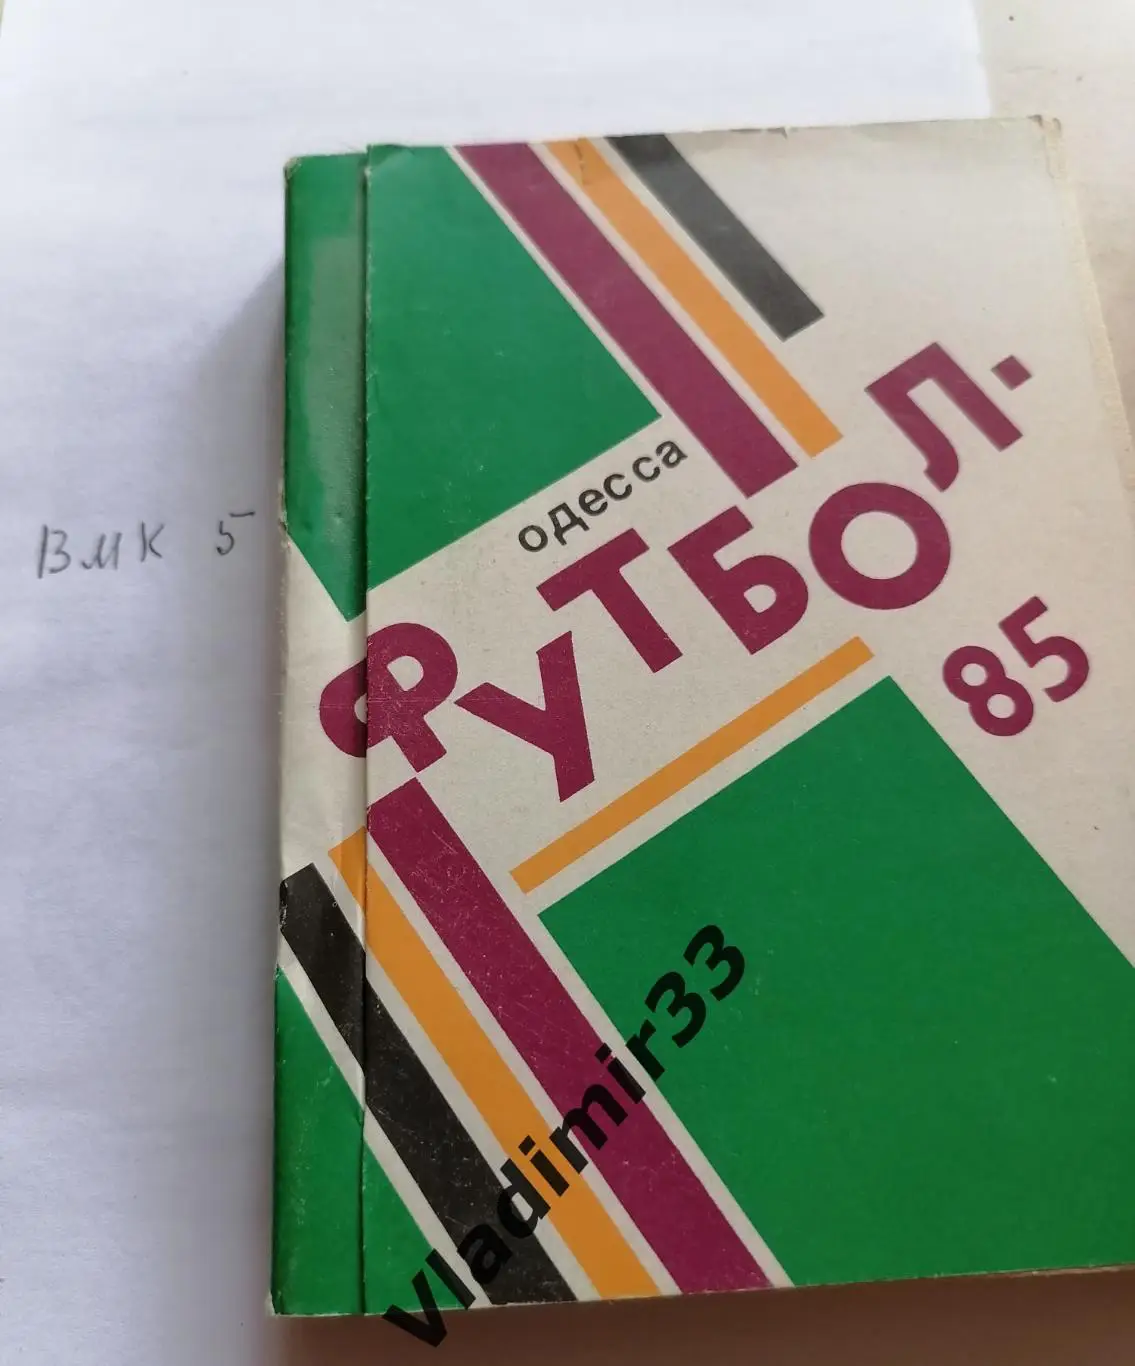 одесса
ФУТБОЛ·
85
ВМК 5
vladimir33